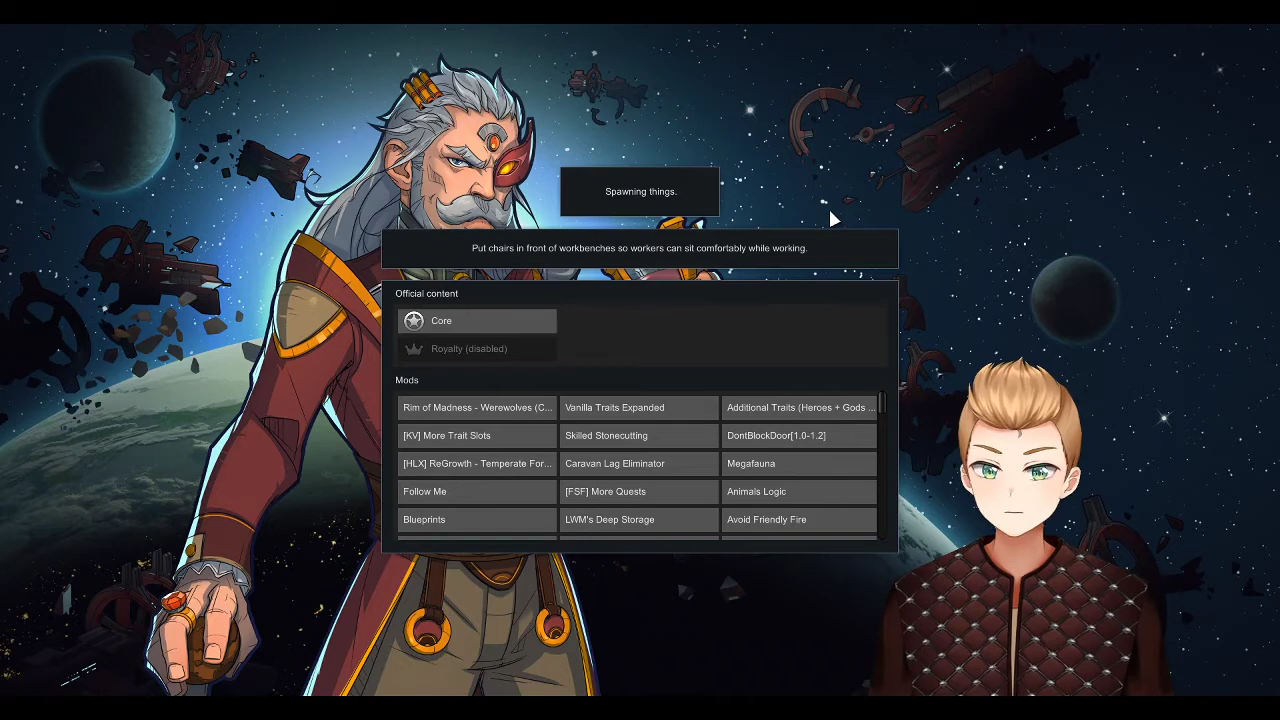 Spawning things.
Put chairs in front of workbenches so workers can sit comfortably while working.
Official content
Core
Royalty (disabled)
Mods
Rim of Madness - Werewolves (C... Vanilla Traits Expanded Additional Traits (Heroes + Gods ...
[KV] More Trait Slots Skilled Stonecutting DontBlockDoor[1.0-1.2]
[HLX] ReGrowth - Temperate For... Caravan Lag Eliminator Megafauna
Follow Me [FSF] More Quests Animals Logic
Blueprints LWM's Deep Storage Avoid Friendly Fire